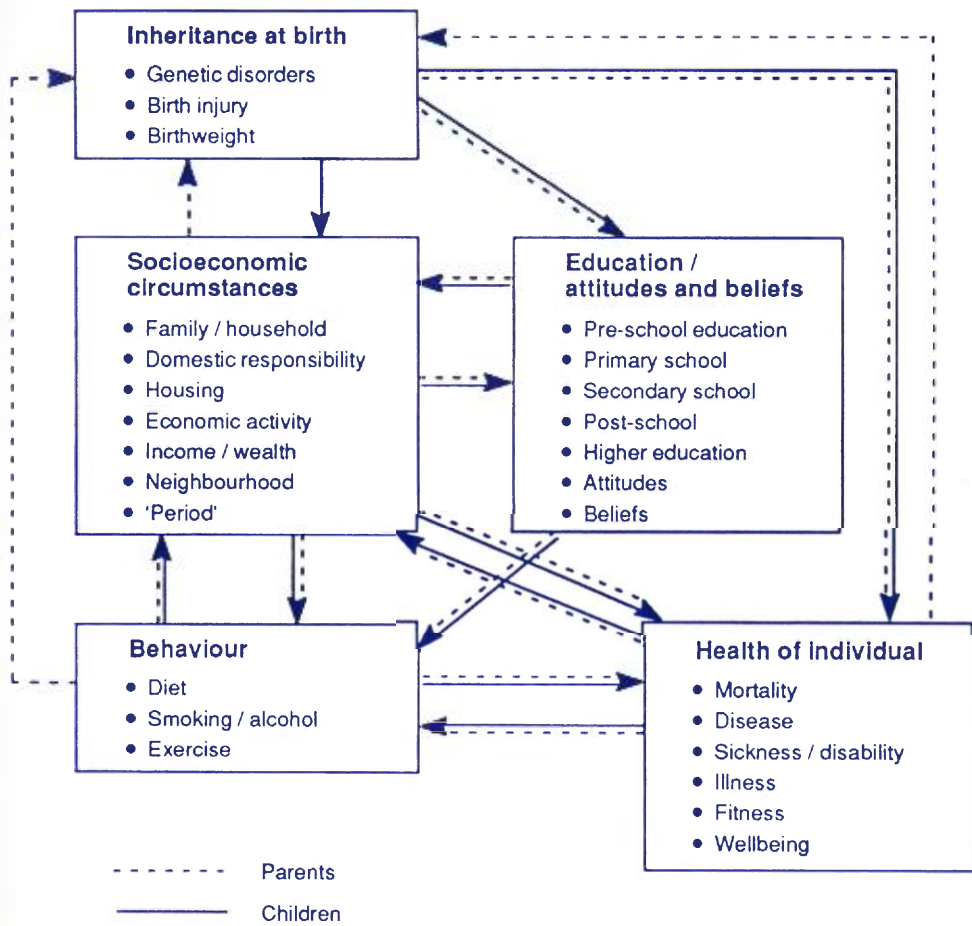 Inheritance at birth
• Genetic disorders
• Birth injury
• Birthweight
Socioeconomic
circumstances
• Family / household
• Domestic responsibility
• Housing
• Economic activity
• Income / wealth
• Neighbourhood
• 'Period'
Education /
attitudes and beliefs
• Pre-school education
• Primary school
• Secondary school
• Post-school
• Higher education
• Attitudes
• Beliefs
Behaviour
• Diet
• Smoking / alcohol
• Exercise
Health of individual
• Mortality
• Disease
• Sickness / disability
• Illness
• Fitness
• Wellbeing
Parents
Children